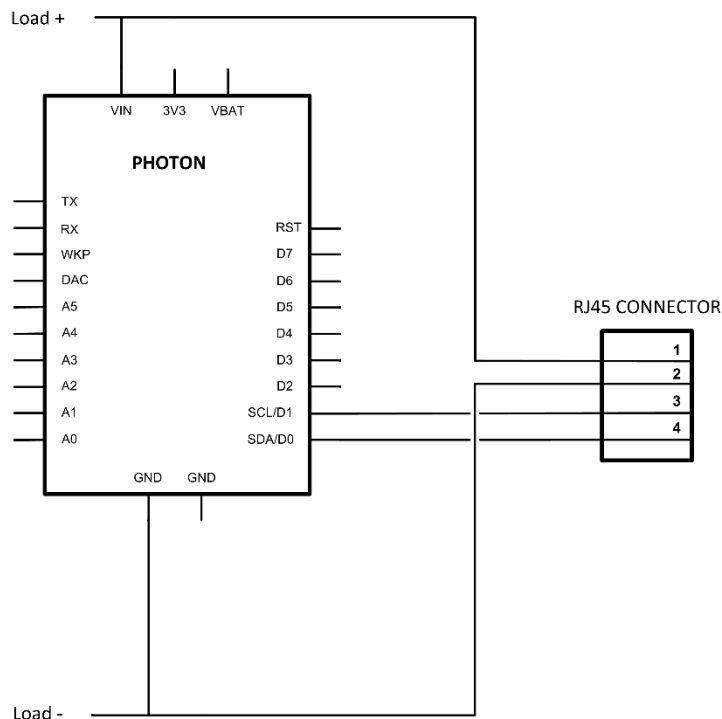 Load +
VIN 3V3 VBAT
PHOTON
TX
RX RST
WKP D7
DAC D6
A5 D5
RJ45 CONNECTOR
A4 D4
1
A3 D3
2
A2 D2
3
A1 SCL/D1
4
A0 SDA/D0
GND GND
Load -